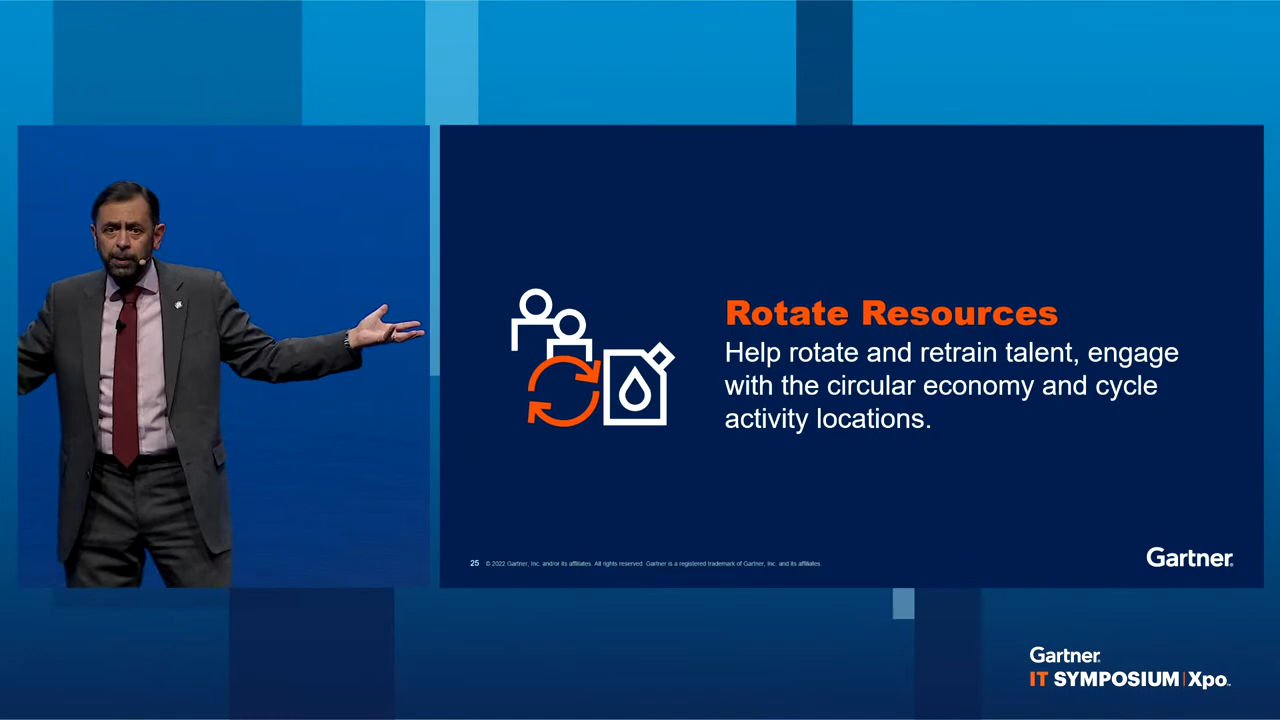 Rotate Resources
Help rotate and retrain talent, engage
with the circular economy and cycle
activity locations.
25 © 2022 Gartner, Inc. and/or its affiliates. All rights reserved. Gartner is a registered trademark of Gartner, Inc. and its affiliates.
Gartner®
Gartner®
IT SYMPOSIUM | Xpo™